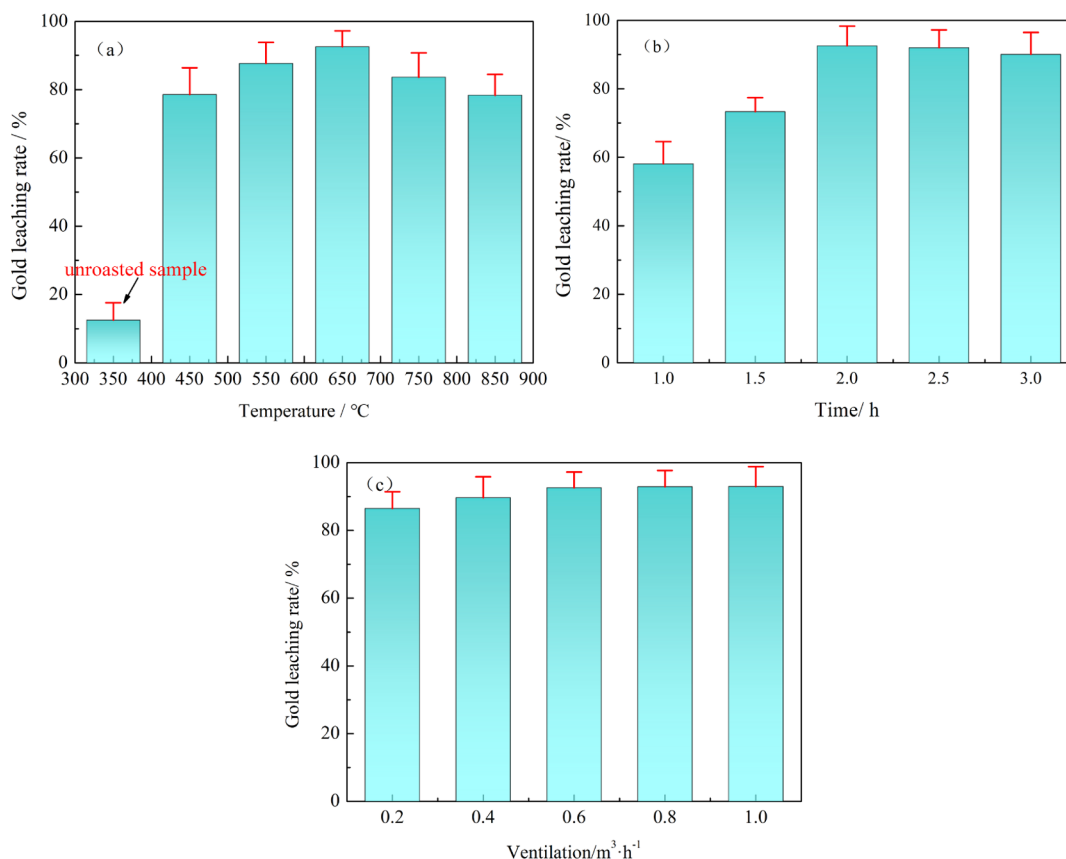 （a）
Gold leaching rate / %
100
80
60
40
20
0
unroasted sample
300 350 400 450 500 550 600 650 700 750 800 850 900
Temperature / ℃
（b）
Gold leaching rate/ %
100
80
60
40
20
0
1.0 1.5 2.0 2.5 3.0
Time/ h
（c）
Gold leaching rate/ %
100
80
60
40
20
0
0.2 0.4 0.6 0.8 1.0
Ventilation/m³·h⁻¹